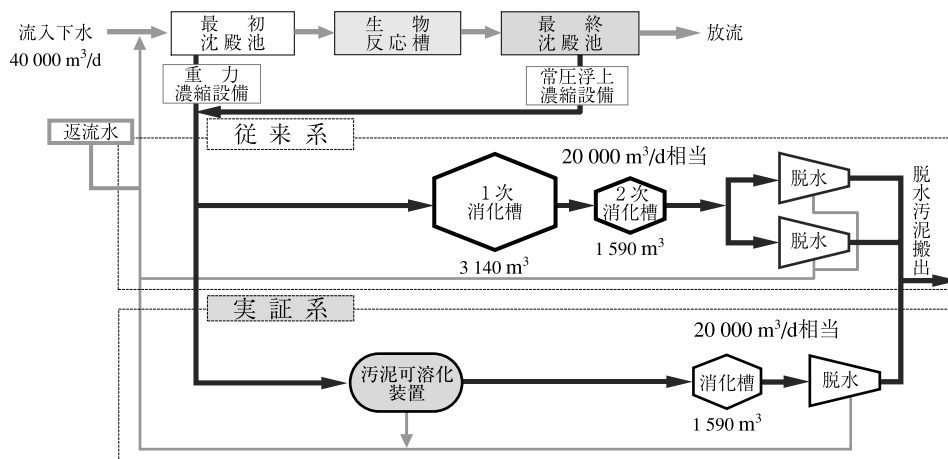 流入下水
40 000 m³/d
最初
沈殿池
生物
反応槽
最終
沈殿池
放流
重力
濃縮設備
常圧浮上
濃縮設備
返流水
従来系
20 000 m³/d相当
1次
消化槽
3 140 m³
2次
消化槽
1 590 m³
脱水
脱水
脱水汚泥搬出
実証系
20 000 m³/d相当
汚泥可溶化
装置
消化槽
1 590 m³
脱水